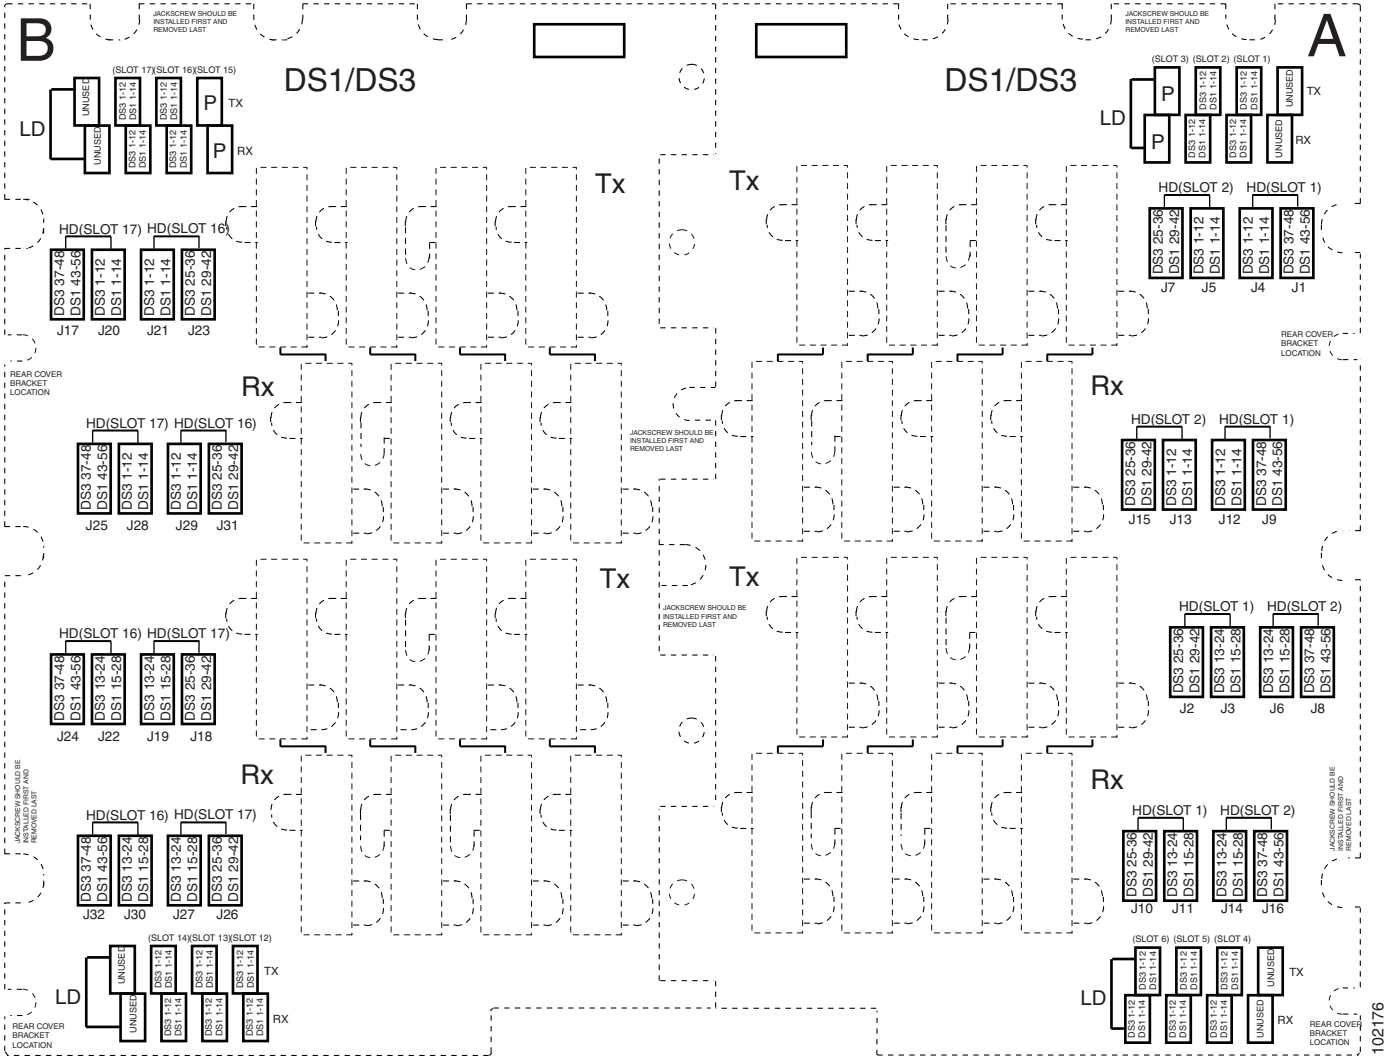 B
JACKSCREW SHOULD BE
INSTALLED FIRST AND
REMOVED LAST
DS1/DS3
(SLOT 17)(SLOT 16)(SLOT 15)
LD
UNUSED
DS3 1-12
DS1 1-14
DS3 1-12
DS1 1-14
P
TX
UNUSED
DS3 1-12
DS1 1-14
DS3 1-12
DS1 1-14
P
RX
Tx
HD(SLOT 17)
HD(SLOT 16)
DS3 37-48
DS1 43-56
DS3 1-12
DS1 1-14
DS3 1-12
DS1 1-14
DS3 25-36
DS1 29-42
J17
J20
J21
J23
REAR COVER
BRACKET
LOCATION
Rx
HD(SLOT 17)
HD(SLOT 16)
DS3 37-48
DS1 43-56
DS3 1-12
DS1 1-14
DS3 1-12
DS1 1-14
DS3 25-36
DS1 29-42
J25
J28
J29
J31
JACKSCREW SHOULD BE
INSTALLED FIRST AND
REMOVED LAST
Tx
HD(SLOT 16)
HD(SLOT 17)
DS3 37-48
DS1 43-56
DS3 13-24
DS1 15-28
DS3 13-24
DS1 15-28
DS3 25-36
DS1 29-42
J24
J22
J19
J18
JACKSCREW SHOULD BE
INSTALLED FIRST AND
REMOVED LAST
Rx
HD(SLOT 16)
HD(SLOT 17)
DS3 37-48
DS1 43-56
DS3 13-24
DS1 15-28
DS3 13-24
DS1 15-28
DS3 25-36
DS1 29-42
J32
J30
J27
J26
(SLOT 14)(SLOT 13)(SLOT 12)
LD
UNUSED
DS3 1-12
DS1 1-14
DS3 1-12
DS1 1-14
DS3 1-12
DS1 1-14
TX
UNUSED
DS3 1-12
DS1 1-14
DS3 1-12
DS1 1-14
DS3 1-12
DS1 1-14
RX
REAR COVER
BRACKET
LOCATION
A
JACKSCREW SHOULD BE
INSTALLED FIRST AND
REMOVED LAST
DS1/DS3
(SLOT 3) (SLOT 2) (SLOT 1)
LD
P
DS3 1-12
DS1 1-14
DS3 1-12
DS1 1-14
UNUSED
TX
P
DS3 1-12
DS1 1-14
DS3 1-12
DS1 1-14
UNUSED
RX
Tx
HD(SLOT 2)
HD(SLOT 1)
DS3 25-36
DS1 29-42
DS3 1-12
DS1 1-14
DS3 1-12
DS1 1-14
DS3 37-48
DS1 43-56
J7
J5
J4
J1
REAR COVER
BRACKET
LOCATION
Rx
HD(SLOT 2)
HD(SLOT 1)
DS3 25-36
DS1 29-42
DS3 1-12
DS1 1-14
DS3 1-12
DS1 1-14
DS3 37-48
DS1 43-56
J15
J13
J12
J9
Tx
JACKSCREW SHOULD BE
INSTALLED FIRST AND
REMOVED LAST
HD(SLOT 1)
HD(SLOT 2)
DS3 25-36
DS1 29-42
DS3 13-24
DS1 15-28
DS3 13-24
DS1 15-28
DS3 37-48
DS1 43-56
J2
J3
J6
J8
Rx
JACKSCREW SHOULD BE
INSTALLED FIRST AND
REMOVED LAST
HD(SLOT 1)
HD(SLOT 2)
DS3 25-36
DS1 29-42
DS3 13-24
DS1 15-28
DS3 13-24
DS1 15-28
DS3 37-48
DS1 43-56
J10
J11
J14
J16
(SLOT 6) (SLOT 5) (SLOT 4)
LD
DS3 1-12
DS1 1-14
DS3 1-12
DS1 1-14
DS3 1-12
DS1 1-14
UNUSED
TX
DS3 1-12
DS1 1-14
DS3 1-12
DS1 1-14
DS3 1-12
DS1 1-14
UNUSED
RX
REAR COVER
BRACKET
LOCATION
102176